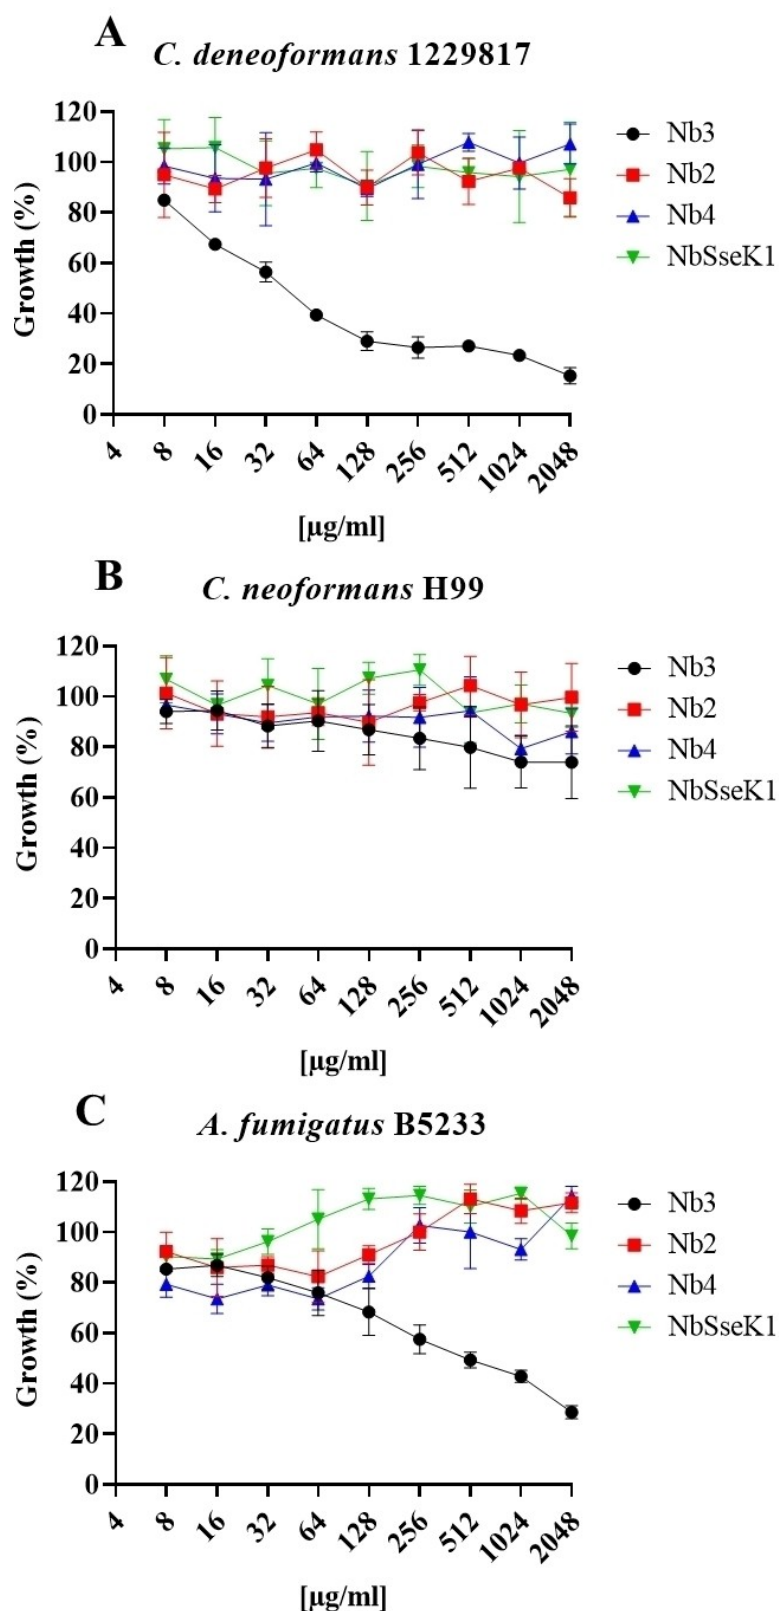 A
C. deneoformans 1229817
Growth (%)
120
100
80
60
40
20
0
4 8 16 32 64 128 256 512 1024 2048
[µg/ml]
Nb3
Nb2
Nb4
NbSseK1
B
C. neoformans H99
Growth (%)
120
100
80
60
40
20
0
4 8 16 32 64 128 256 512 1024 2048
[µg/ml]
Nb3
Nb2
Nb4
NbSseK1
C
A. fumigatus B5233
Growth (%)
120
100
80
60
40
20
0
4 8 16 32 64 128 256 512 1024 2048
[µg/ml]
Nb3
Nb2
Nb4
NbSseK1